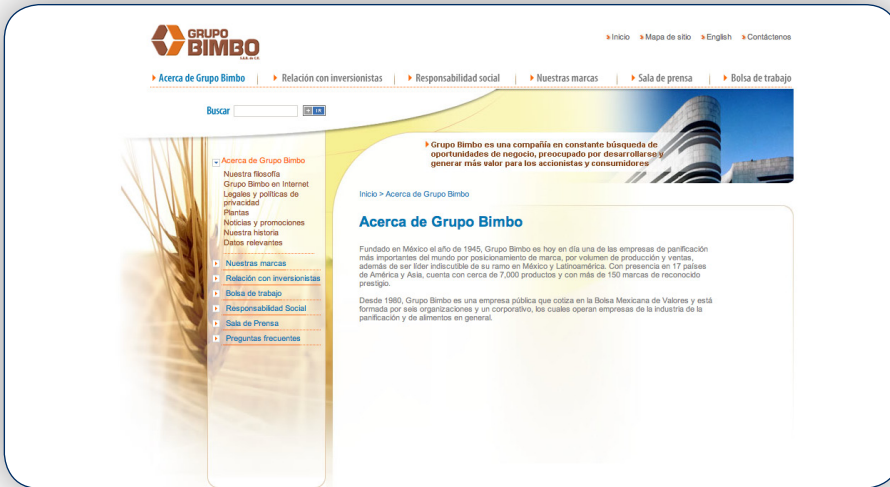 GRUPO
BIMBO
S.A.B. de C.V.
Inicio Mapa de sitio English Contáctenos
Acerca de Grupo Bimbo | Relación con inversionistas | Responsabilidad social | Nuestras marcas | Sala de prensa | Bolsa de trabajo
Buscar
Grupo Bimbo es una compañía en constante búsqueda de
oportunidades de negocio, preocupado por desarrollarse y
generar más valor para los accionistas y consumidores
Acerca de Grupo Bimbo
Nuestra filosofía
Grupo Bimbo en Internet
Legales y políticas de
privacidad
Plantas
Noticias y promociones
Nuestra historia
Datos relevantes
Nuestras marcas
Relación con inversionistas
Bolsa de trabajo
Responsabilidad Social
Sala de Prensa
Preguntas frecuentes
Inicio > Acerca de Grupo Bimbo
Acerca de Grupo Bimbo
Fundado en México el año de 1945, Grupo Bimbo es hoy en día una de las empresas de panificación
más importantes del mundo por posicionamiento de marca, por volumen de producción y ventas,
además de ser líder indiscutible de su ramo en México y Latinoamérica. Con presencia en 17 países
de América y Asia, cuenta con cerca de 7,000 productos y con más de 150 marcas de reconocido
prestigio.
Desde 1980, Grupo Bimbo es una empresa pública que cotiza en la Bolsa Mexicana de Valores y está
formada por seis organizaciones y un corporativo, los cuales operan empresas de la industria de la
panificación y de alimentos en general.